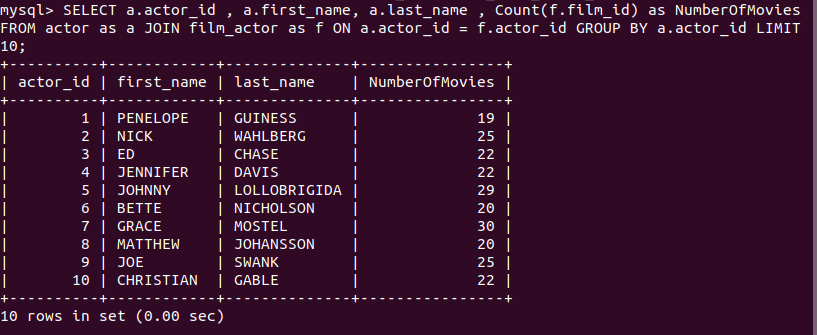 mysql> SELECT a.actor_id , a.first_name, a.last_name , Count(f.film_id) as NumberOfMovies
FROM actor as a JOIN film_actor as f ON a.actor_id = f.actor_id GROUP BY a.actor_id LIMIT
10;
+----------+------------+--------------+----------------+
| actor_id | first_name | last_name    | NumberOfMovies |
+----------+------------+--------------+----------------+
|        1 | PENELOPE   | GUINESS      |             19 |
|        2 | NICK       | WAHLBERG     |             25 |
|        3 | ED         | CHASE        |             22 |
|        4 | JENNIFER   | DAVIS        |             22 |
|        5 | JOHNNY     | LOLLOBRIGIDA |             29 |
|        6 | BETTE      | NICHOLSON    |             20 |
|        7 | GRACE      | MOSTEL       |             30 |
|        8 | MATTHEW    | JOHANSSON    |             20 |
|        9 | JOE        | SWANK        |             25 |
|       10 | CHRISTIAN  | GABLE        |             22 |
+----------+------------+--------------+----------------+
10 rows in set (0.00 sec)